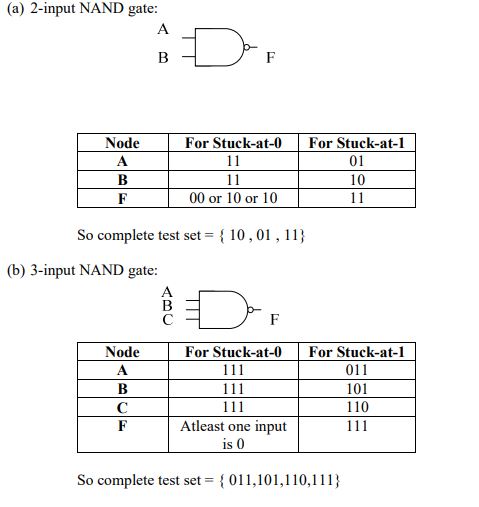 (a) 2-input NAND gate:
A
B
F
Node For Stuck-at-0 For Stuck-at-1
A 11 01
B 11 10
F 00 or 10 or 10 11
So complete test set = { 10 , 01 , 11}
(b) 3-input NAND gate:
A
B
C
F
Node For Stuck-at-0 For Stuck-at-1
A 111 011
B 111 101
C 111 110
F Atleast one input 111
is 0
So complete test set = { 011,101,110,111}